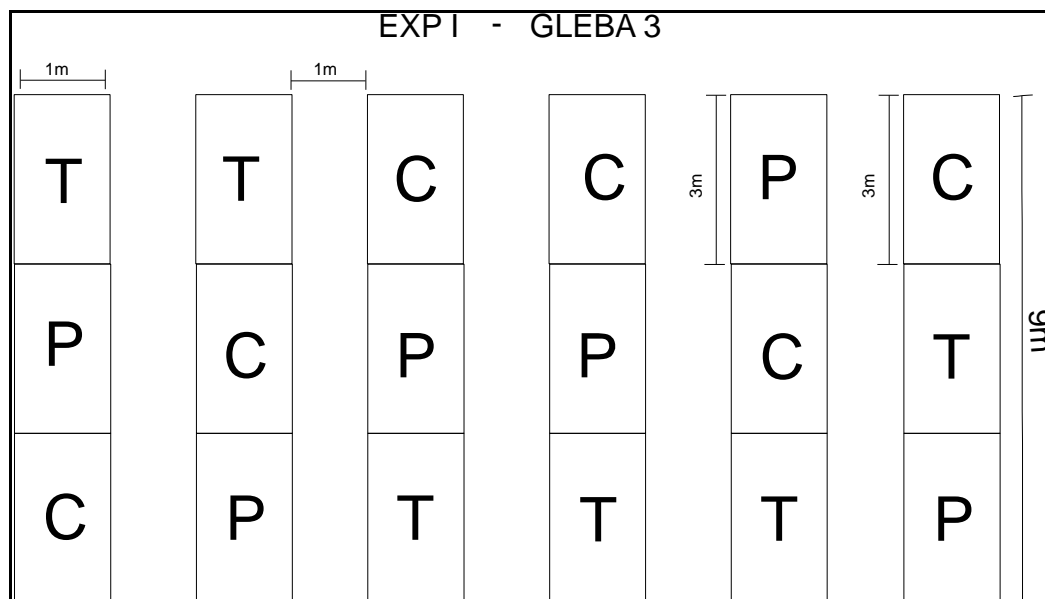 EXP I - GLEBA 3
1m 1m
T T C C P C
3m 3m
P C P P C T
9m
C P T T T P